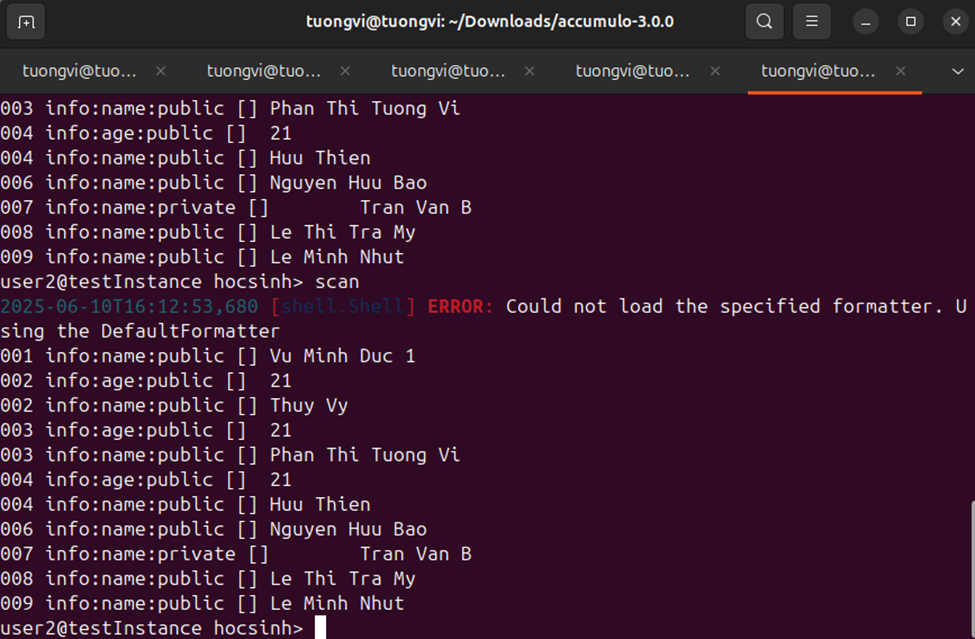 tuongvi@tuongvi: ~/Downloads/accumulo-3.0.0
tuongvi@tuo... × tuongvi@tuo... × tuongvi@tuo... × tuongvi@tuo... × tuongvi@tuo... ×
003 info:name:public [] Phan Thi Tuong Vi
004 info:age:public []  21
004 info:name:public [] Huu Thien
006 info:name:public [] Nguyen Huu Bao
007 info:name:private []        Tran Van B
008 info:name:public [] Le Thi Tra My
009 info:name:public [] Le Minh Nhut
user2@testInstance hocsinh> scan
2025-06-10T16:12:53,680 [shell.Shell] ERROR: Could not load the specified formatter. U
sing the DefaultFormatter
001 info:name:public [] Vu Minh Duc 1
002 info:age:public []  21
002 info:name:public [] Thuy Vy
003 info:age:public []  21
003 info:name:public [] Phan Thi Tuong Vi
004 info:age:public []  21
004 info:name:public [] Huu Thien
006 info:name:public [] Nguyen Huu Bao
007 info:name:private []        Tran Van B
008 info:name:public [] Le Thi Tra My
009 info:name:public [] Le Minh Nhut
user2@testInstance hocsinh>